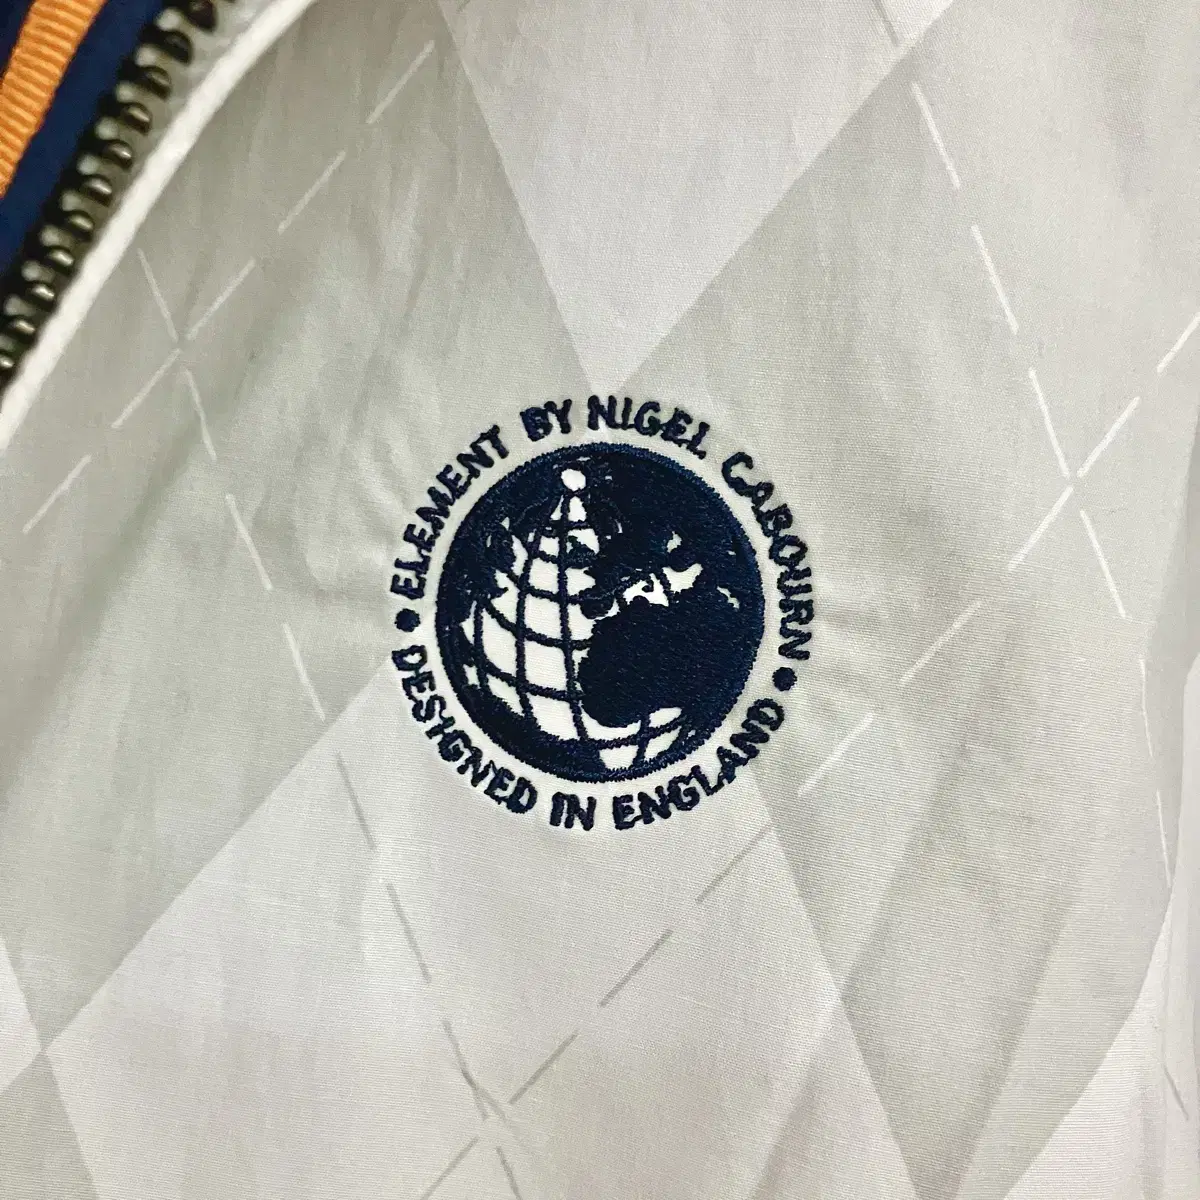 ELEMENT BY NIGEL CABOURN
DESIGNED IN ENGLAND